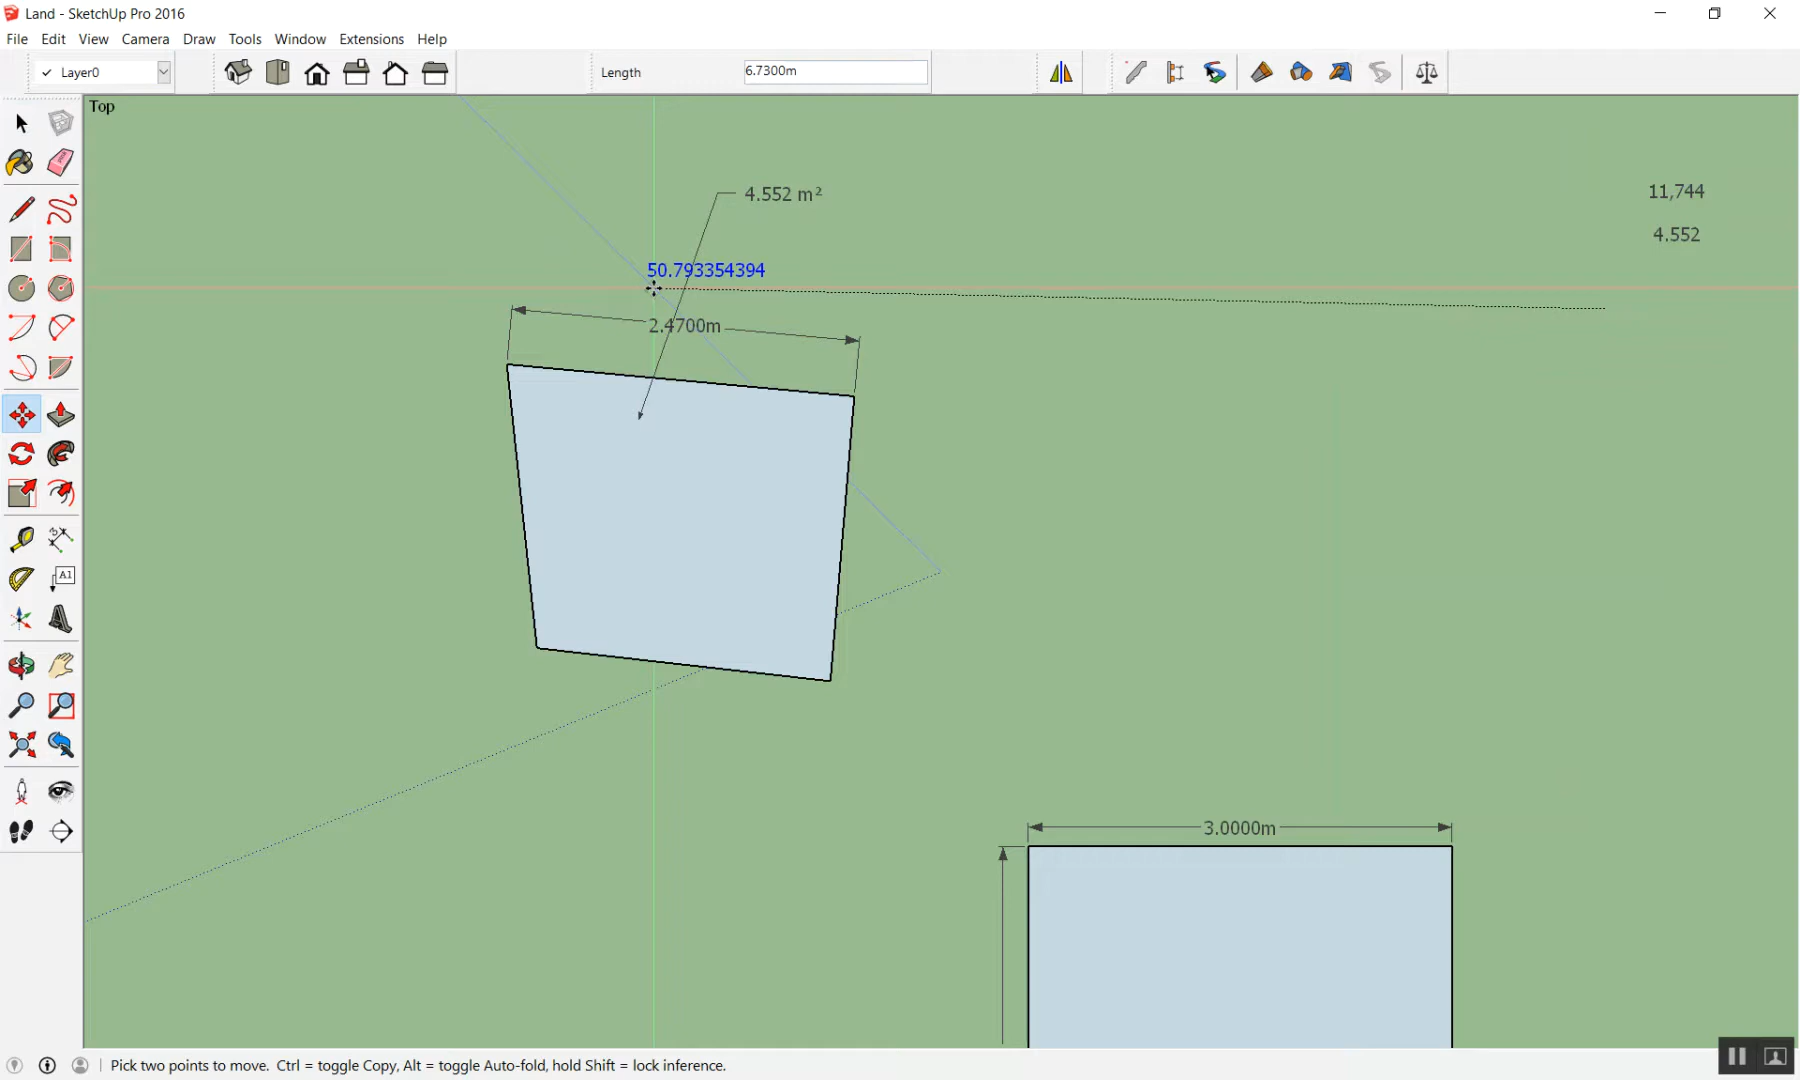 Land - SketchUp Pro 2016
File Edit View Camera Draw Tools Window Extensions Help
✓ Layer0
Length 6.7300m
Top
4.552 m²
11,744
4.552
50.793354394
2.4700m
A1
3.0000m
Pick two points to move. Ctrl = toggle Copy, Alt = toggle Auto-fold, hold Shift = lock inference.